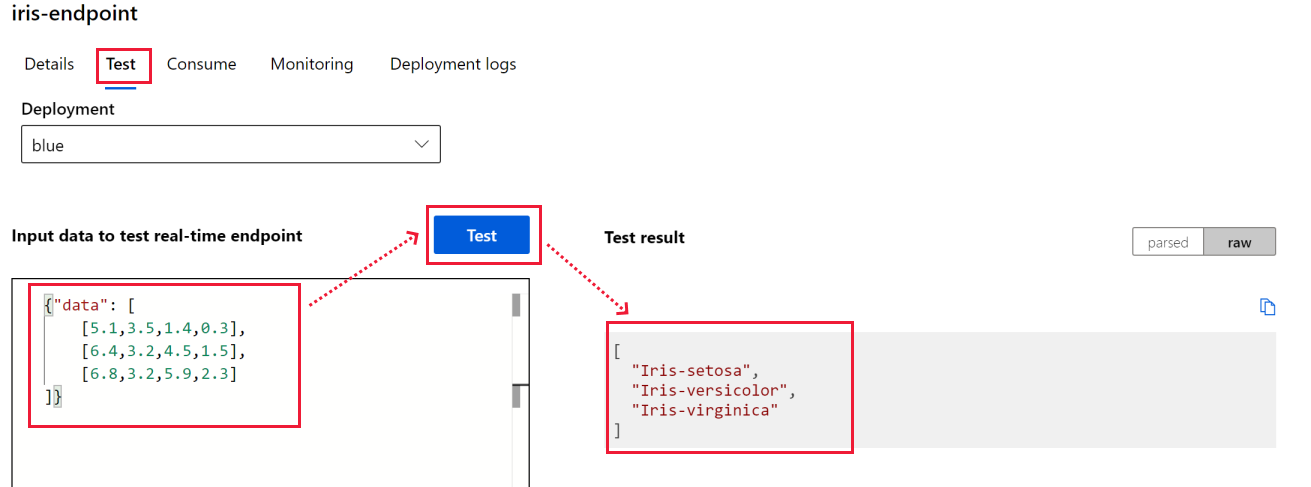 iris-endpoint
Details Test Consume Monitoring Deployment logs
Deployment
blue
Input data to test real-time endpoint
Test
{"data": [
[5.1,3.5,1.4,0.3],
[6.4,3.2,4.5,1.5],
[6.8,3.2,5.9,2.3]
]}
Test result
parsed raw
[
"Iris-setosa",
"Iris-versicolor",
"Iris-virginica"
]